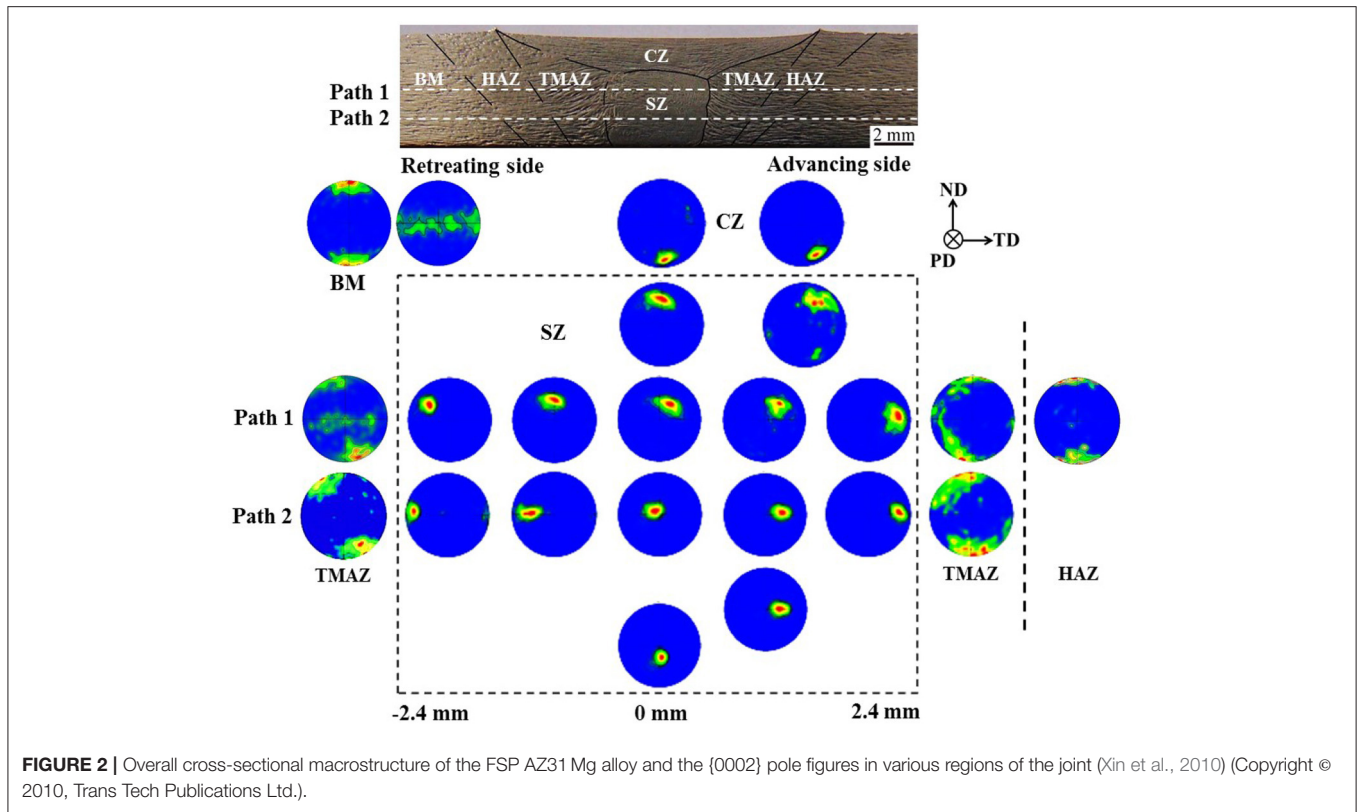 CZ
BM HAZ TMAZ TMAZ HAZ
Path 1
SZ
Path 2
2 mm
Retreating side Advancing side
ND
CZ
TD
PD
BM
SZ
Path 1
Path 2
TMAZ TMAZ HAZ
-2.4 mm 0 mm 2.4 mm
FIGURE 2 | Overall cross-sectional macrostructure of the FSP AZ31 Mg alloy and the {0002} pole figures in various regions of the joint (Xin et al., 2010) (Copyright ©
2010, Trans Tech Publications Ltd.).